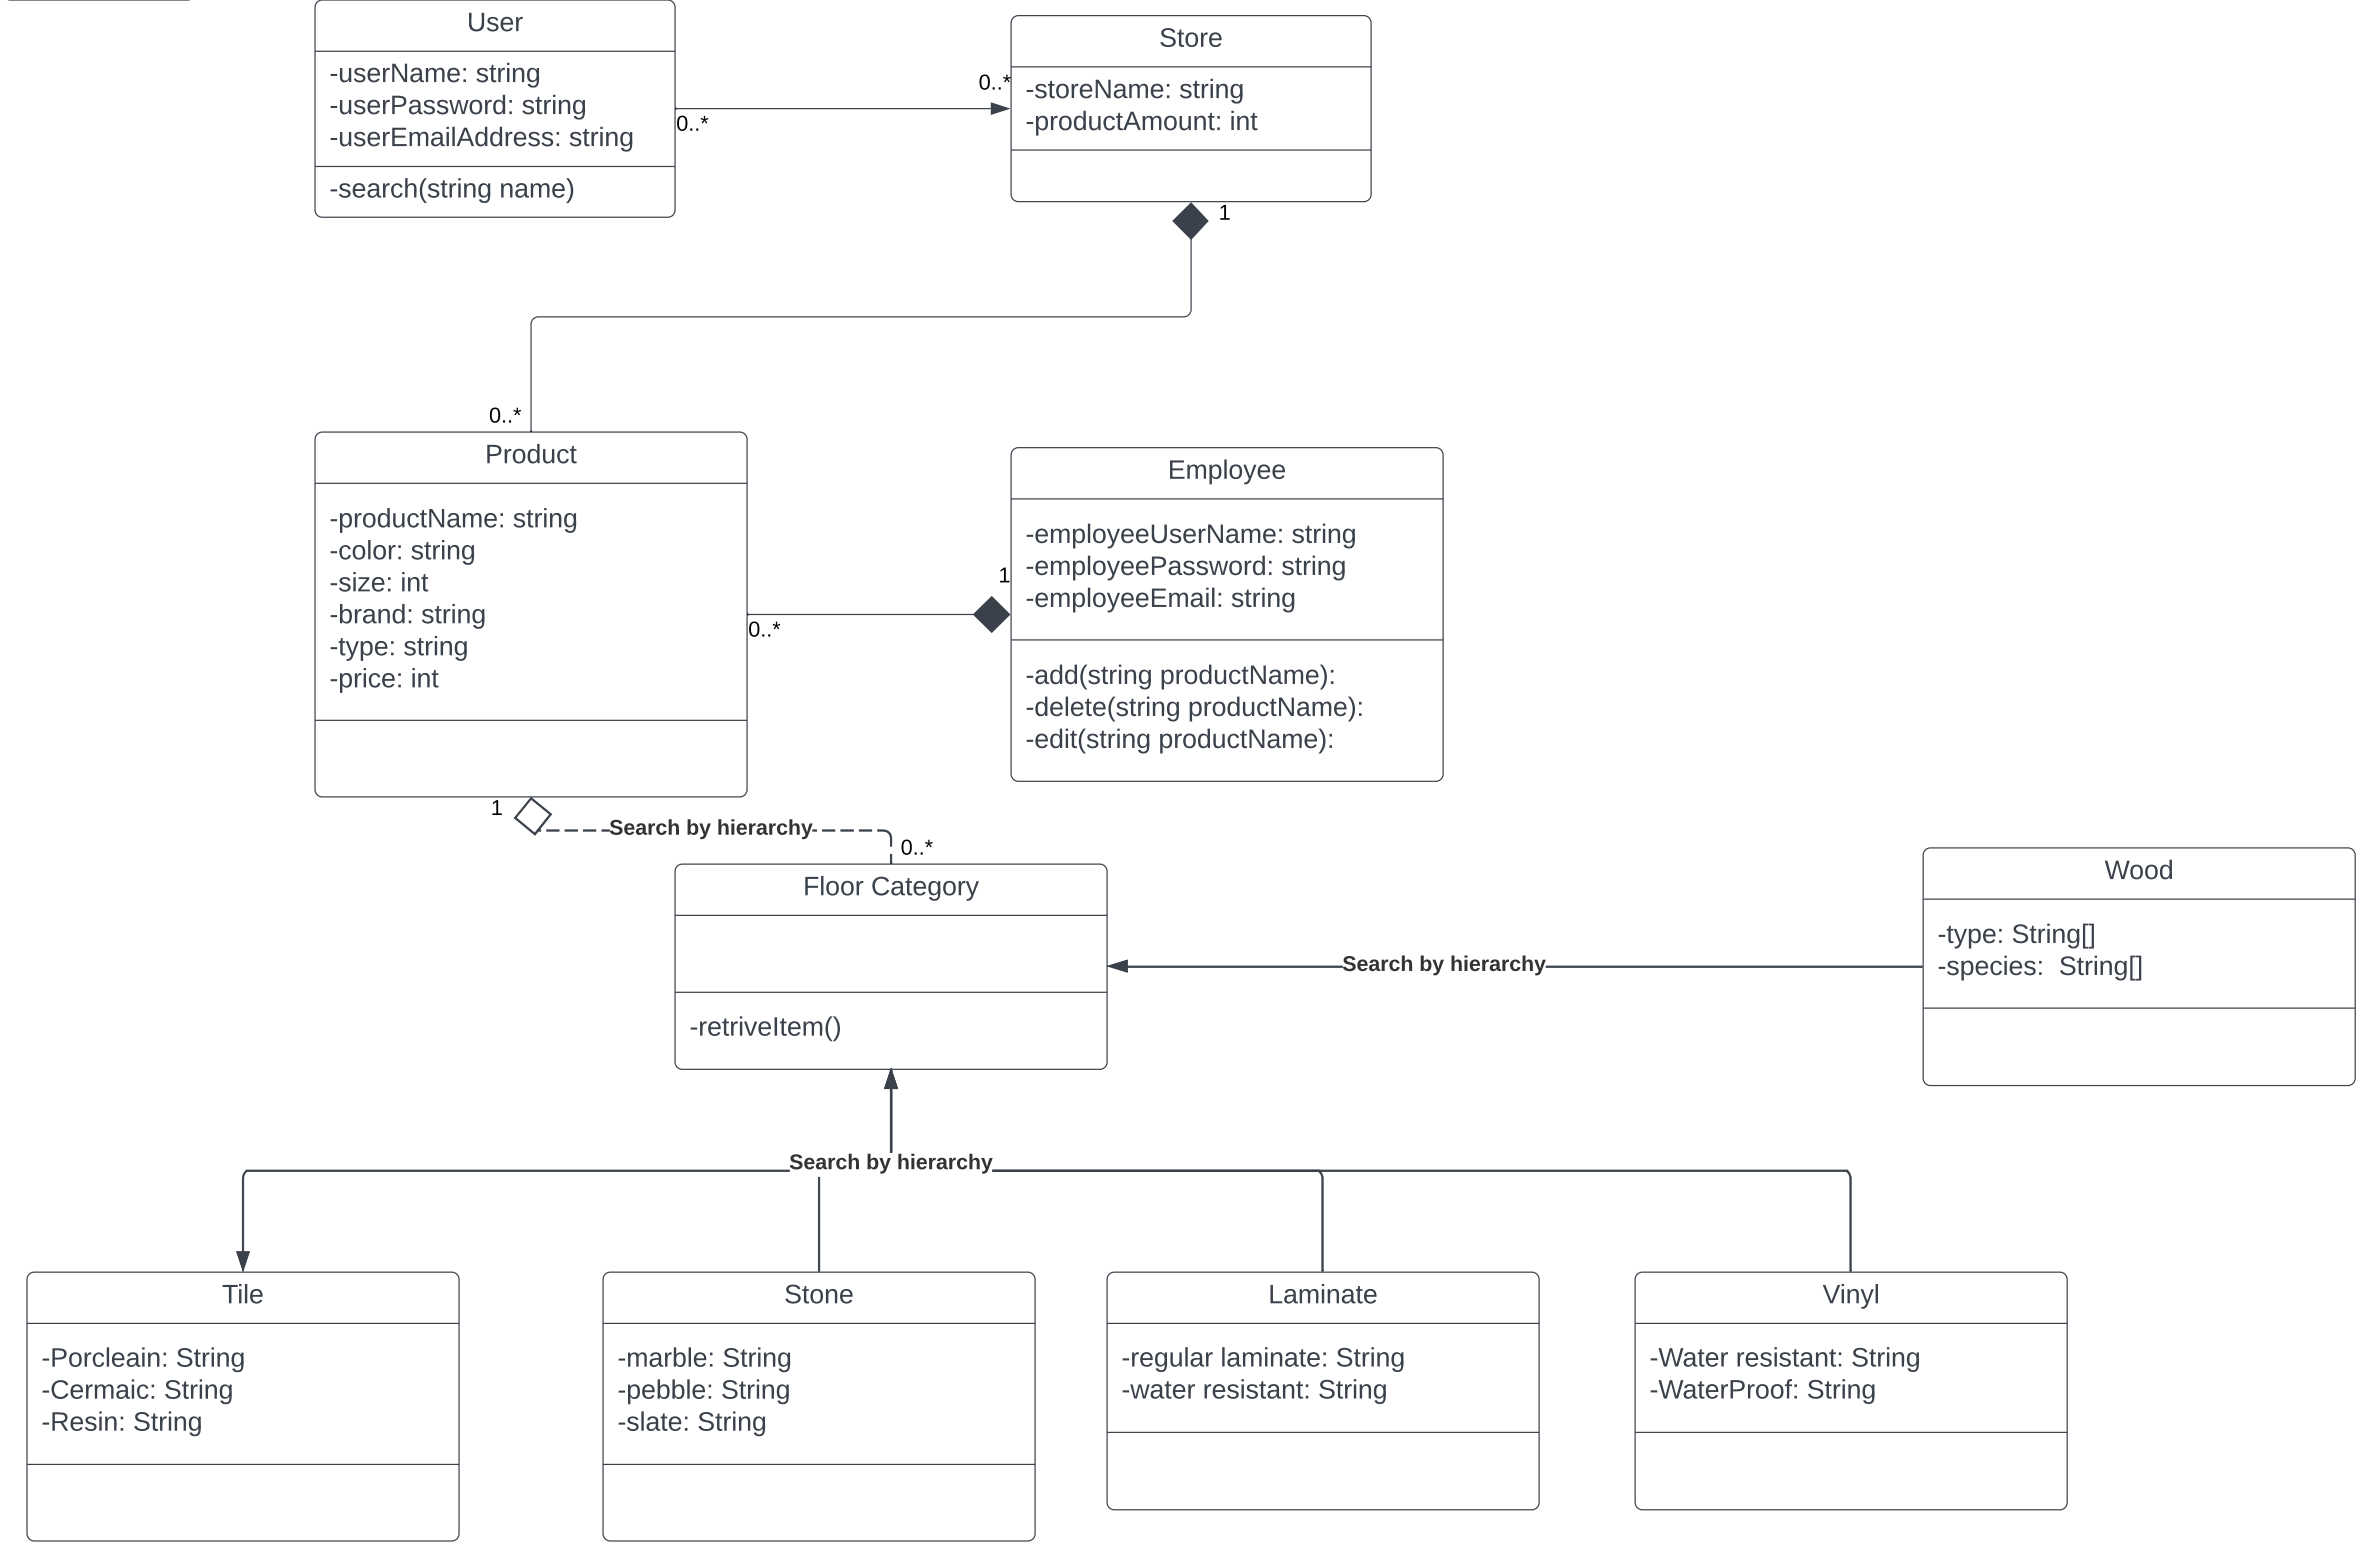 User
-userName: string
-userPassword: string
-userEmailAddress: string
-search(string name)
0..*
0..*
Store
-storeName: string
-productAmount: int
1
0..*
Product
-productName: string
-color: string
-size: int
-brand: string
-type: string
-price: int
0..*
1
Employee
-employeeUserName: string
-employeePassword: string
-employeeEmail: string
-add(string productName):
-delete(string productName):
-edit(string productName):
1
Search by hierarchy
0..*
Floor Category
-retriveItem()
Search by hierarchy
Wood
-type: String[]
-species:  String[]
Search by hierarchy
Tile
-Porcleain: String
-Cermaic: String
-Resin: String
Stone
-marble: String
-pebble: String
-slate: String
Laminate
-regular laminate: String
-water resistant: String
Vinyl
-Water resistant: String
-WaterProof: String